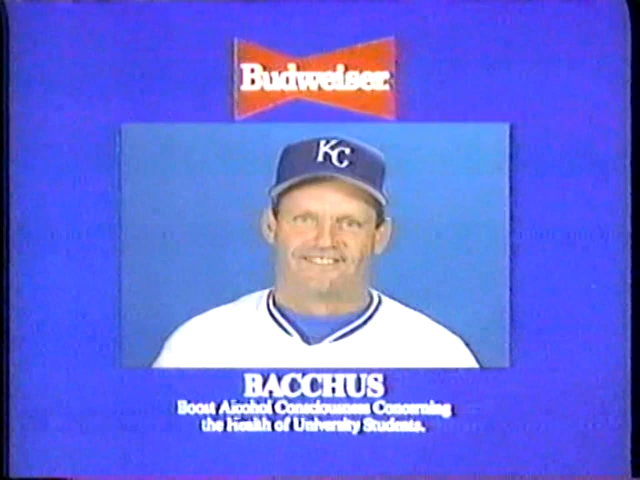 Budweiser.
KC
BACCHUS
Boost Alcohol Consciousness Concerning
the Health of University Students.